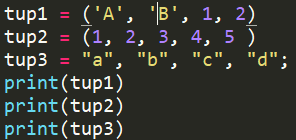 tup1 = ('A', 'B', 1, 2)
tup2 = (1, 2, 3, 4, 5 )
tup3 = "a", "b", "c", "d";
print(tup1)
print(tup2)
print(tup3)